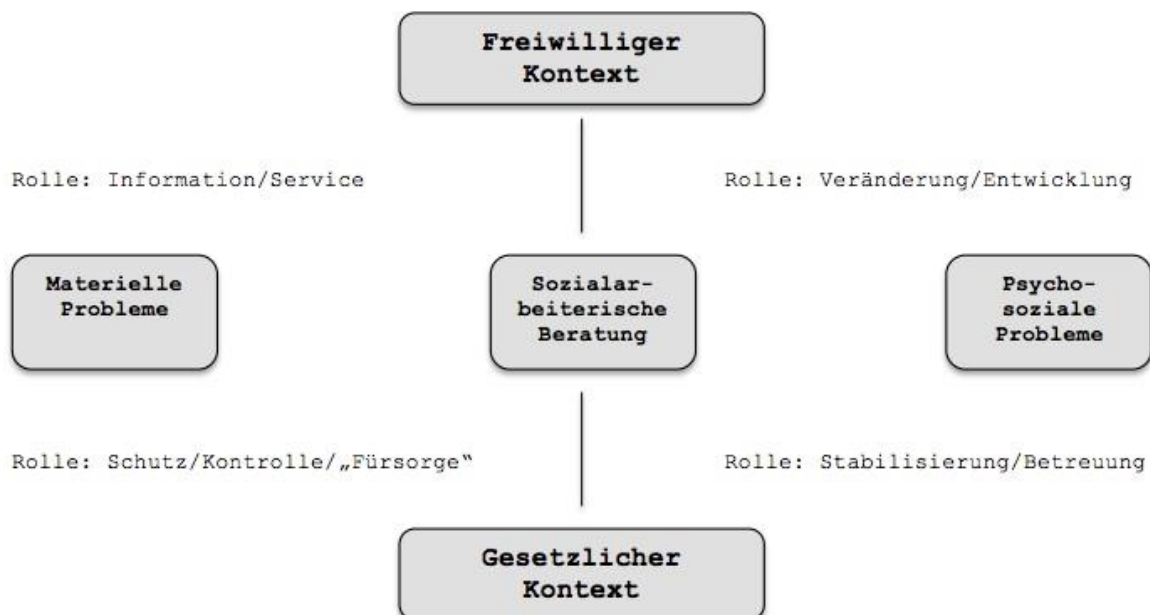 Freiwilliger
Kontext
Rolle: Information/Service
Rolle: Veränderung/Entwicklung
Materielle
Probleme
Sozialar-
beiterische
Beratung
Psycho-
soziale
Probleme
Rolle: Schutz/Kontrolle/„Fürsorge“
Rolle: Stabilisierung/Betreuung
Gesetzlicher
Kontext